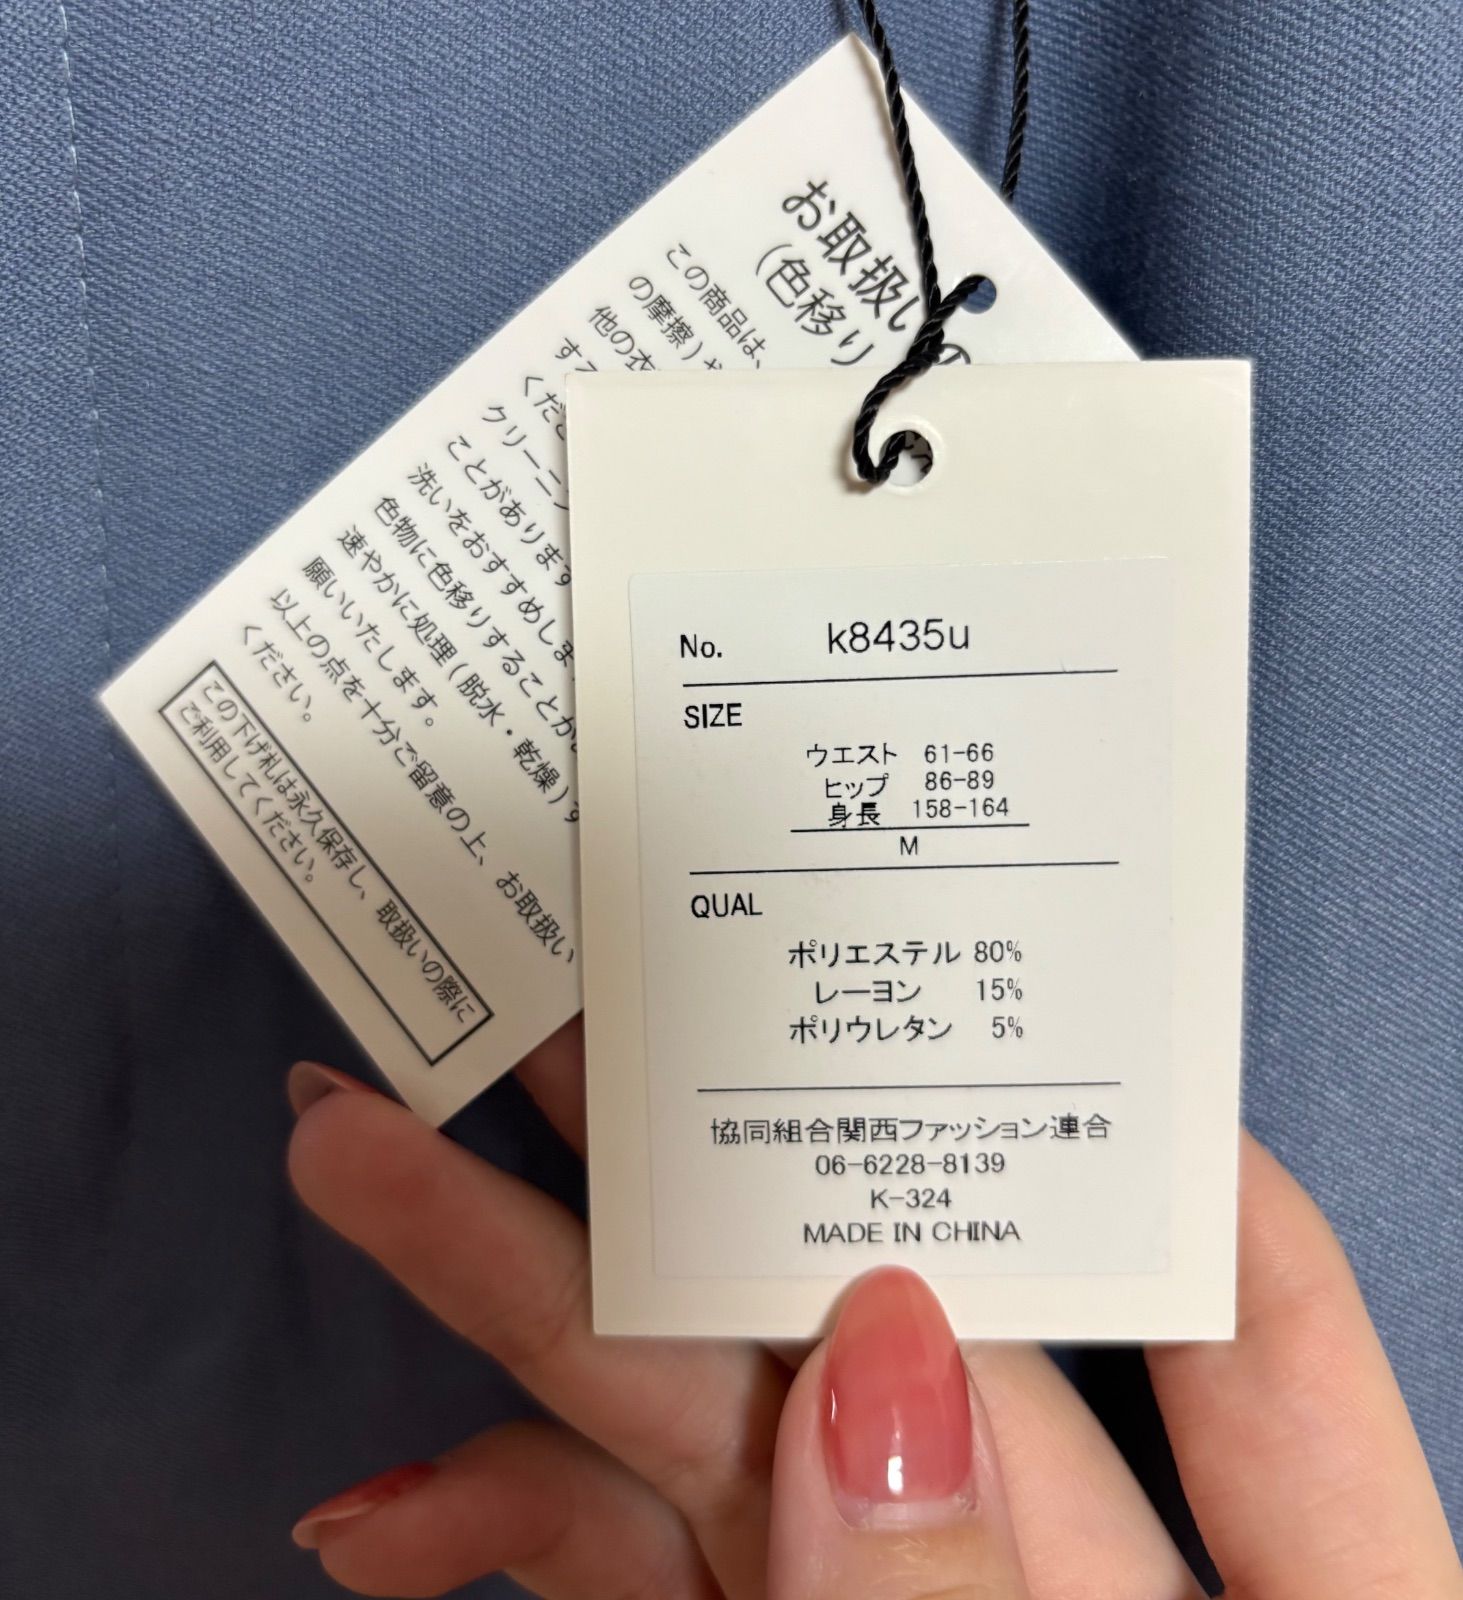 お取扱いの
(色移り
この商品は、
の摩擦)
他の衣
する
くださ
クリーニン
ことがあります
洗いをおすすめしま
色物に色移りすることが
速やかに処理(脱水・乾燥)す
願いいたします。
以上の点を十分ご留意の上、お取扱い
ください。
この下げ札は永久保存し、取扱いの際に
ご利用してください。
No. k8435u
SIZE
ウエスト 61-66
ヒップ 86-89
身長 158-164
M
QUAL
ポリエステル 80%
レーヨン 15%
ポリウレタン 5%
協同組合関西ファッション連合
06-6228-8139
K-324
MADE IN CHINA